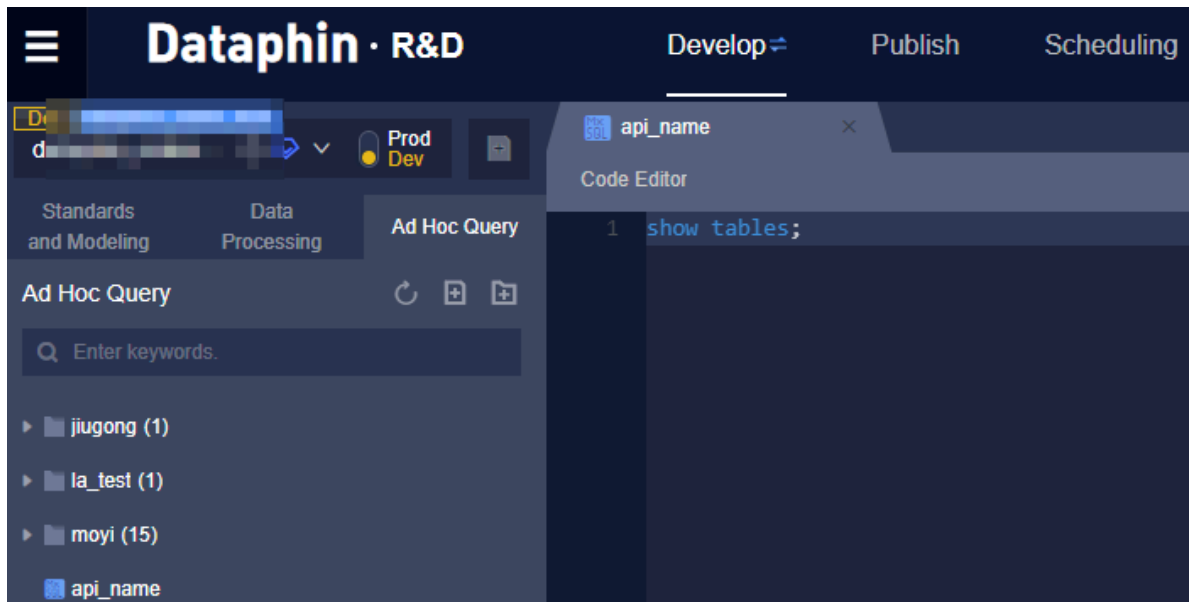 Dataphin · R&D
Develop Publish Scheduling
Prod
Dev
api_name
Code Editor
Standards and Modeling
Data Processing
Ad Hoc Query
1 show tables;
Ad Hoc Query
Enter keywords.
jiugong (1)
la_test (1)
moyi (15)
api_name